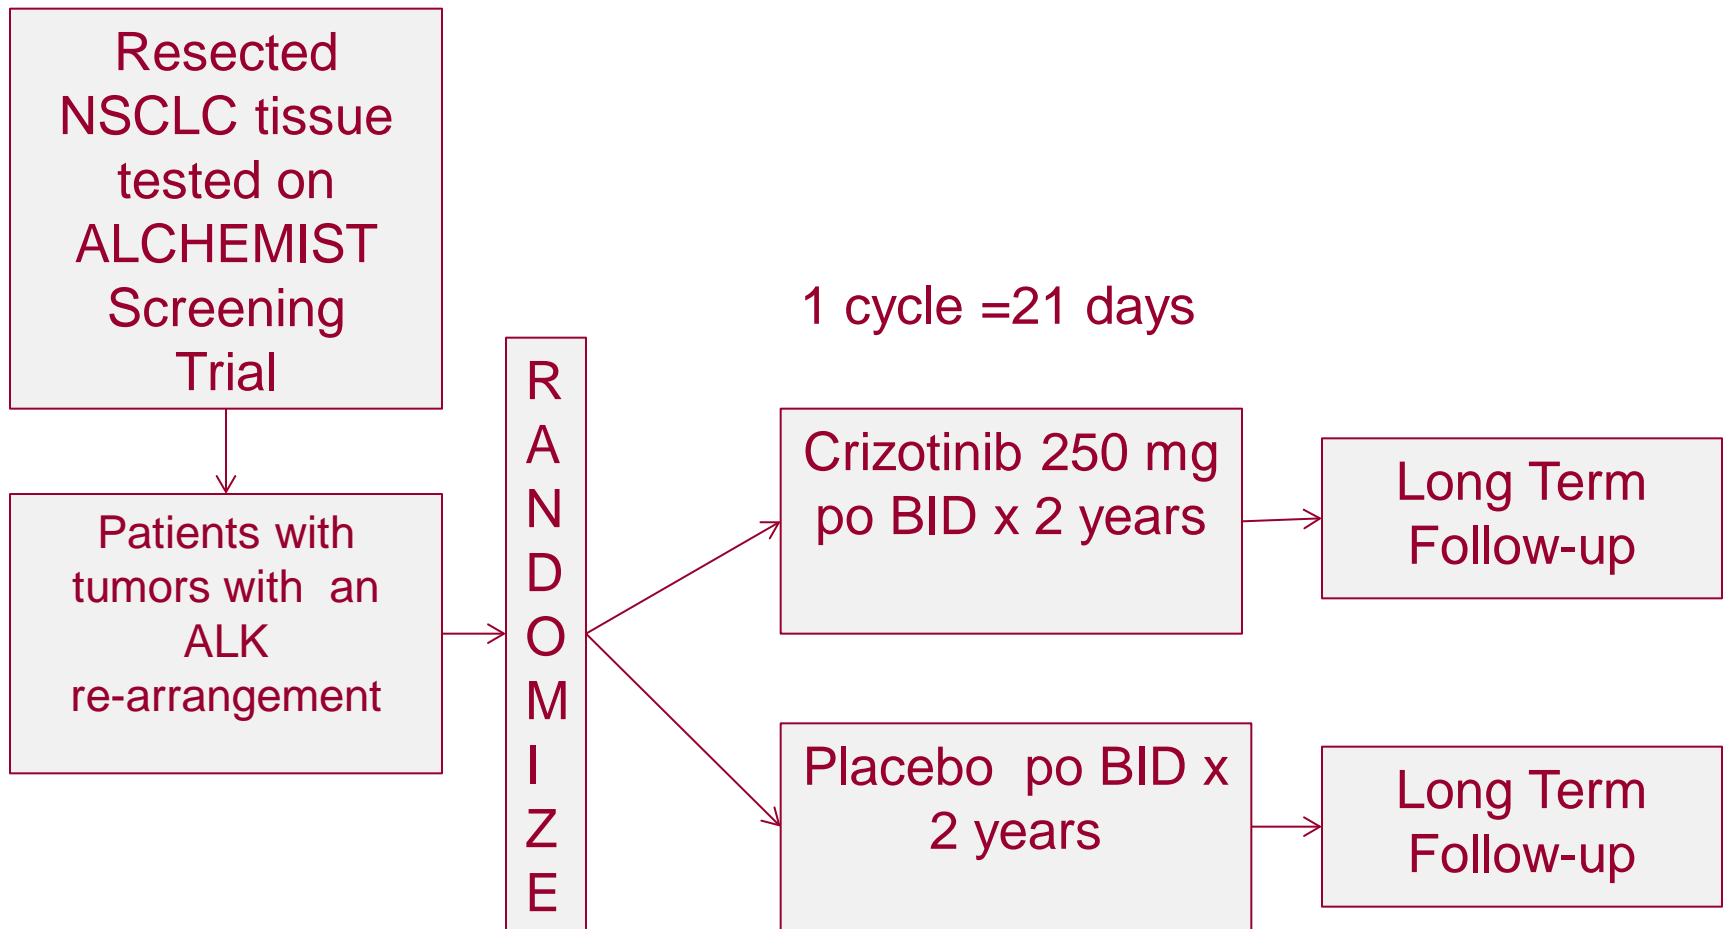 Resected
NSCLC tissue
tested on
ALCHEMIST
Screening
Trial
Patients with
tumors with an
ALK
re-arrangement
R
A
N
D
O
M
I
Z
E
1 cycle =21 days
Crizotinib 250 mg
po BID x 2 years
Long Term
Follow-up
Placebo po BID x
2 years
Long Term
Follow-up